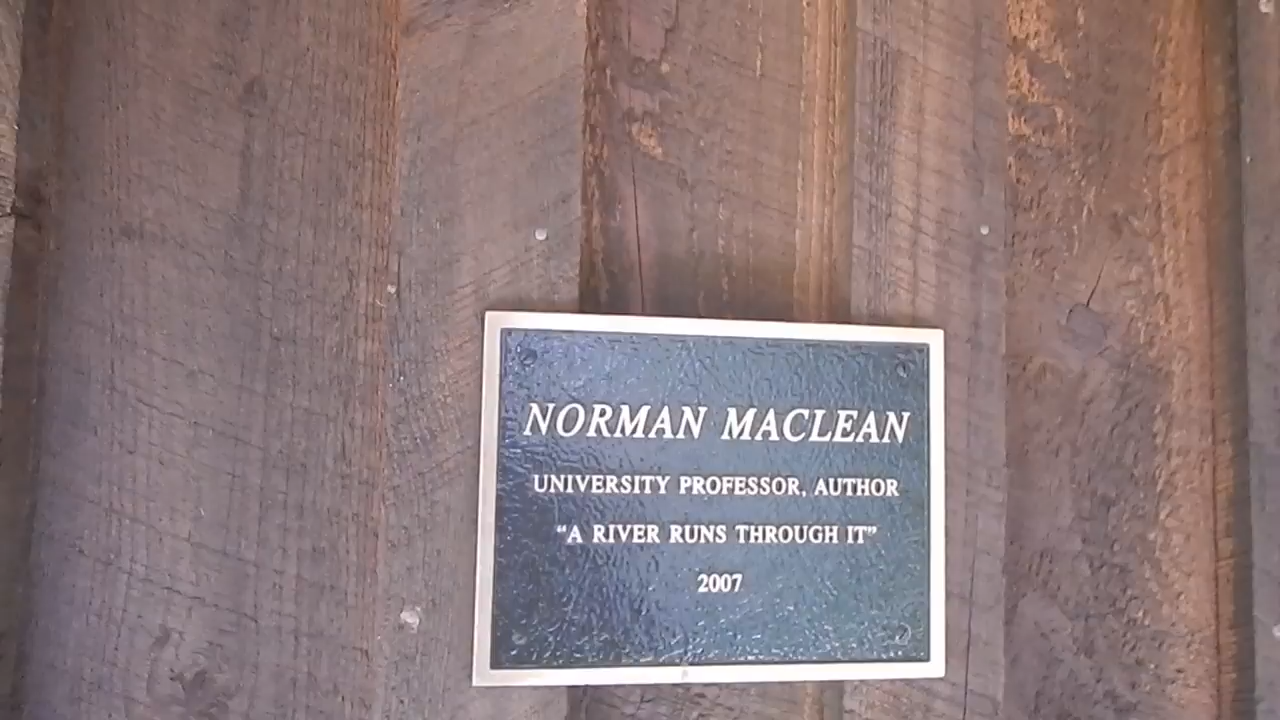 NORMAN MACLEAN
UNIVERSITY PROFESSOR, AUTHOR
“A RIVER RUNS THROUGH IT”
2007